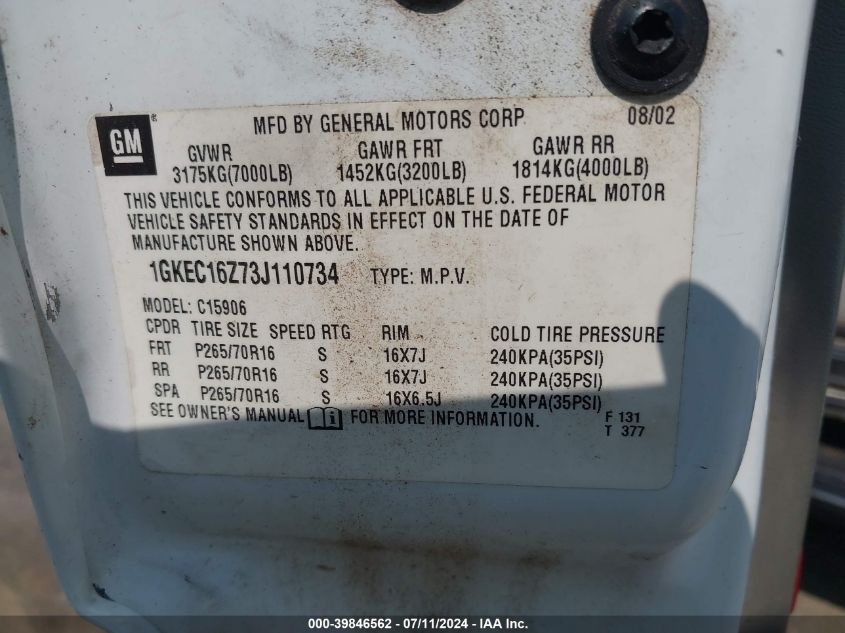 GM®
MFD BY GENERAL MOTORS CORP 08/02
GVWR GAWR FRT GAWR RR
3175KG(7000LB) 1452KG(3200LB) 1814KG(4000LB)
THIS VEHICLE CONFORMS TO ALL APPLICABLE U.S. FEDERAL MOTOR
VEHICLE SAFETY STANDARDS IN EFFECT ON THE DATE OF
MANUFACTURE SHOWN ABOVE.
1GKEC16Z73J110734 TYPE: M.P.V.
MODEL: C15906
CPDR TIRE SIZE SPEED RTG RIM COLD TIRE PRESSURE
FRT P265/70R16 S 16X7J 240KPA(35PSI)
RR P265/70R16 S 16X7J 240KPA(35PSI)
SPA P265/70R16 S 16X6.5J 240KPA(35PSI)
SEE OWNER'S MANUAL i FOR MORE INFORMATION.
F 131
T 377
000-39846562 - 07/11/2024 - IAA Inc.